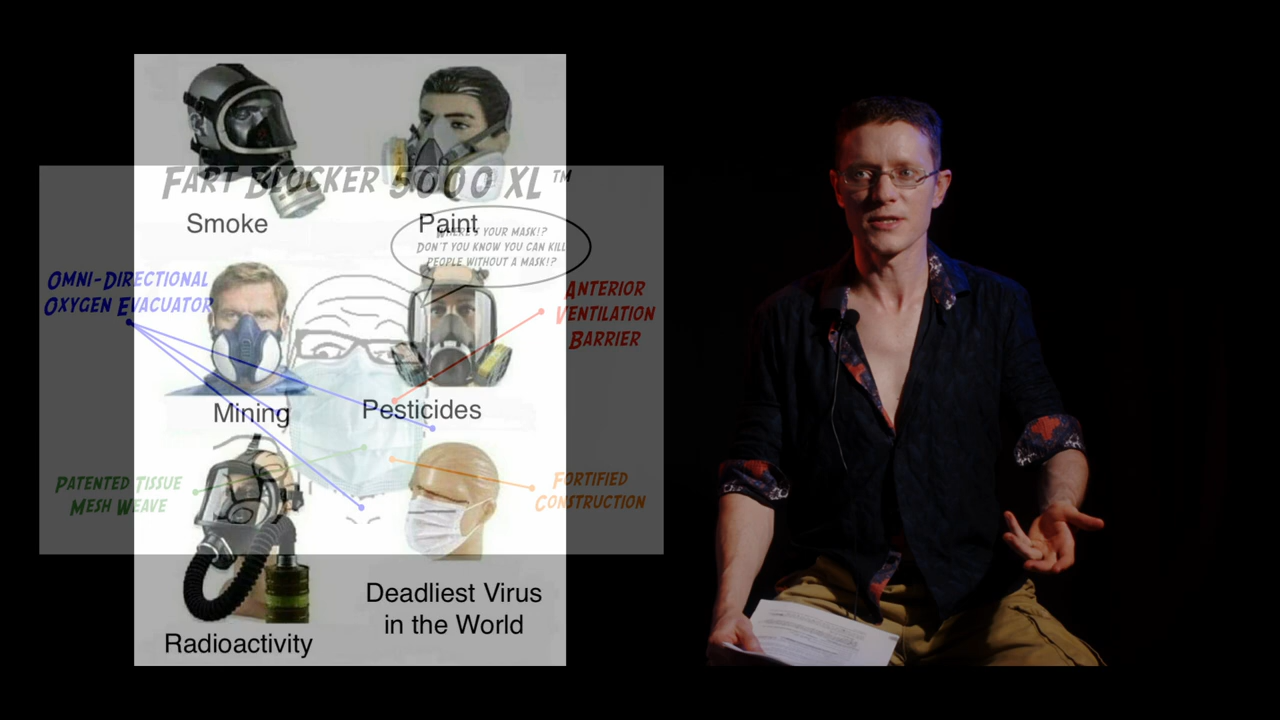 FART BLOCKER 5000 XL™
Smoke
Paint
WHERE'S YOUR MASK!?
DON'T YOU KNOW YOU CAN KILL
PEOPLE WITHOUT A MASK!?
OMNI-DIRECTIONAL
OXYGEN EVACUATOR
ANTERIOR
VENTILATION
BARRIER
Mining
Pesticides
PATENTED TISSUE
MESH WEAVE
FORTIFIED
CONSTRUCTION
Radioactivity
Deadliest Virus
in the World